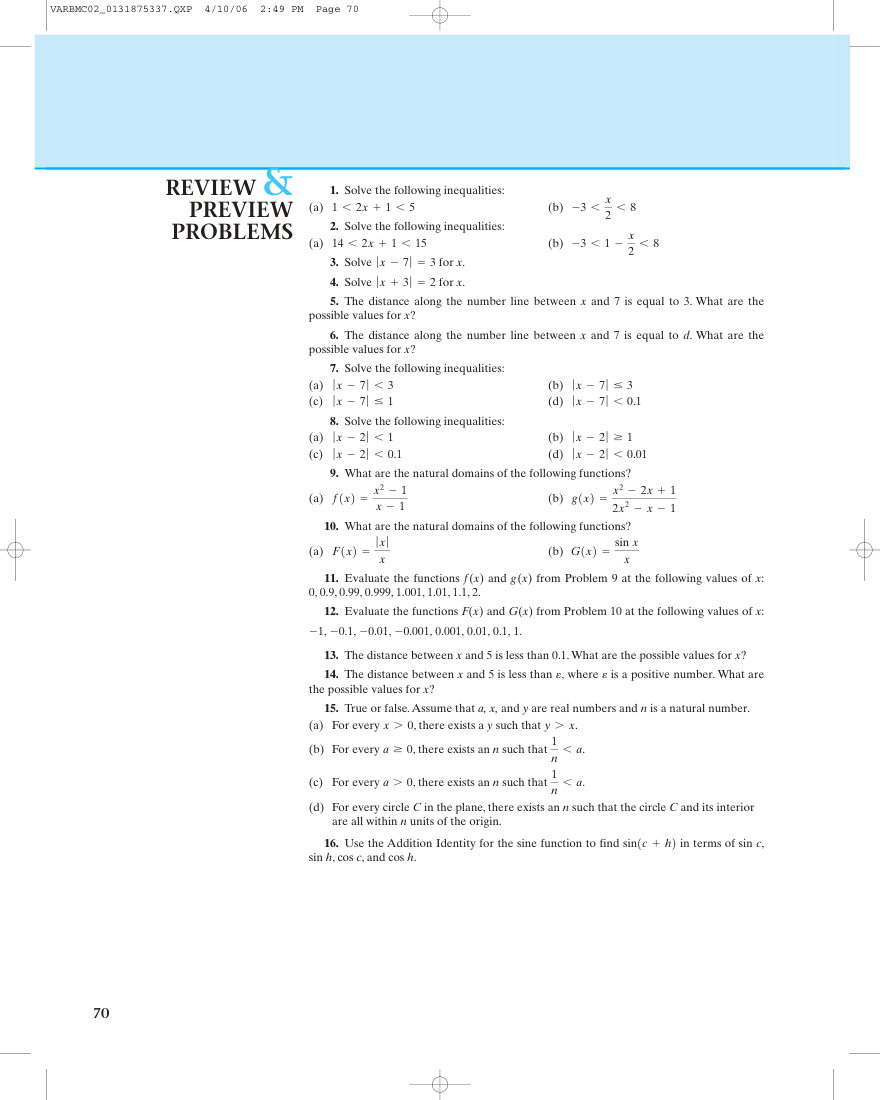 VARBMC02_0131875337.QXP 4/10/06 2:49 PM Page 70
REVIEW &
PREVIEW
PROBLEMS
1. Solve the following inequalities:
(a) 1 < 2x + 1 < 5 (b) −3 < x/2 < 8
2. Solve the following inequalities:
(a) 14 < 2x + 1 < 15 (b) −3 < 1 − x/2 < 8
3. Solve |x − 7| = 3 for x.
4. Solve |x + 3| = 2 for x.
5. The distance along the number line between x and 7 is equal to 3. What are the
possible values for x?
6. The distance along the number line between x and 7 is equal to d. What are the
possible values for x?
7. Solve the following inequalities:
(a) |x − 7| < 3 (b) |x − 7| ≤ 3
(c) |x − 7| ≤ 1 (d) |x − 7| < 0.1
8. Solve the following inequalities:
(a) |x − 2| < 1 (b) |x − 2| ≥ 1
(c) |x − 2| < 0.1 (d) |x − 2| < 0.01
9. What are the natural domains of the following functions?
(a) f(x) = (x² − 1)/(x − 1) (b) g(x) = (x² − 2x + 1)/(2x² − x − 1)
10. What are the natural domains of the following functions?
(a) F(x) = |x|/x (b) G(x) = sin x/x
11. Evaluate the functions f(x) and g(x) from Problem 9 at the following values of x:
0, 0.9, 0.99, 0.999, 1.001, 1.01, 1.1, 2.
12. Evaluate the functions F(x) and G(x) from Problem 10 at the following values of x:
−1, −0.1, −0.01, −0.001, 0.001, 0.01, 0.1, 1.
13. The distance between x and 5 is less than 0.1. What are the possible values for x?
14. The distance between x and 5 is less than ε, where ε is a positive number. What are
the possible values for x?
15. True or false. Assume that a, x, and y are real numbers and n is a natural number.
(a) For every x > 0, there exists a y such that y > x.
(b) For every a ≥ 0, there exists an n such that 1/n < a.
(c) For every a > 0, there exists an n such that 1/n < a.
(d) For every circle C in the plane, there exists an n such that the circle C and its interior
are all within n units of the origin.
16. Use the Addition Identity for the sine function to find sin(c + h) in terms of sin c,
sin h, cos c, and cos h.
70